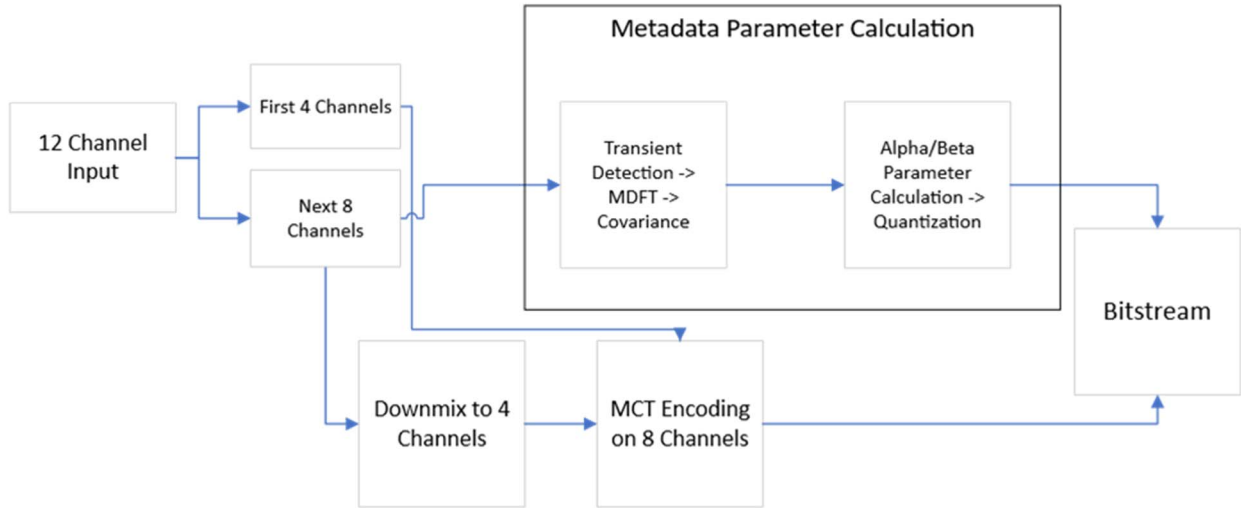 Metadata Parameter Calculation
12 Channel
Input
First 4 Channels
Next 8
Channels
Transient
Detection ->
MDFT ->
Covariance
Alpha/Beta
Parameter
Calculation ->
Quantization
Bitstream
Downmix to 4
Channels
MCT Encoding
on 8 Channels